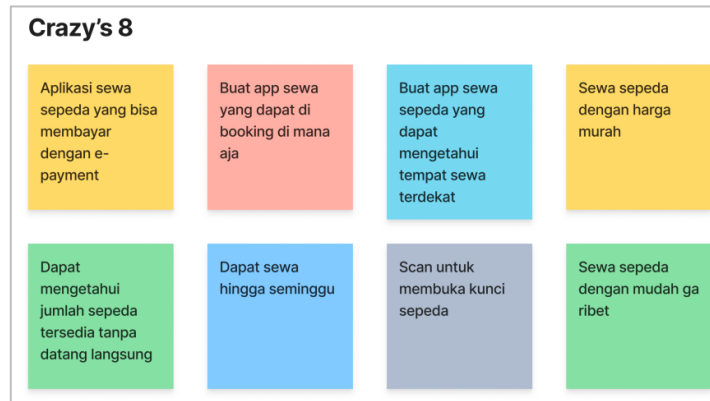 Crazy's 8
Aplikasi sewa
sepeda yang bisa
membayar
dengan e-
payment
Buat app sewa
yang dapat di
booking di mana
aja
Buat app sewa
sepeda yang
dapat
mengetahui
tempat sewa
terdekat
Sewa sepeda
dengan harga
murah
Dapat
mengetahui
jumlah sepeda
tersedia tanpa
datang langsung
Dapat sewa
hingga seminggu
Scan untuk
membuka kunci
sepeda
Sewa sepeda
dengan mudah ga
ribet